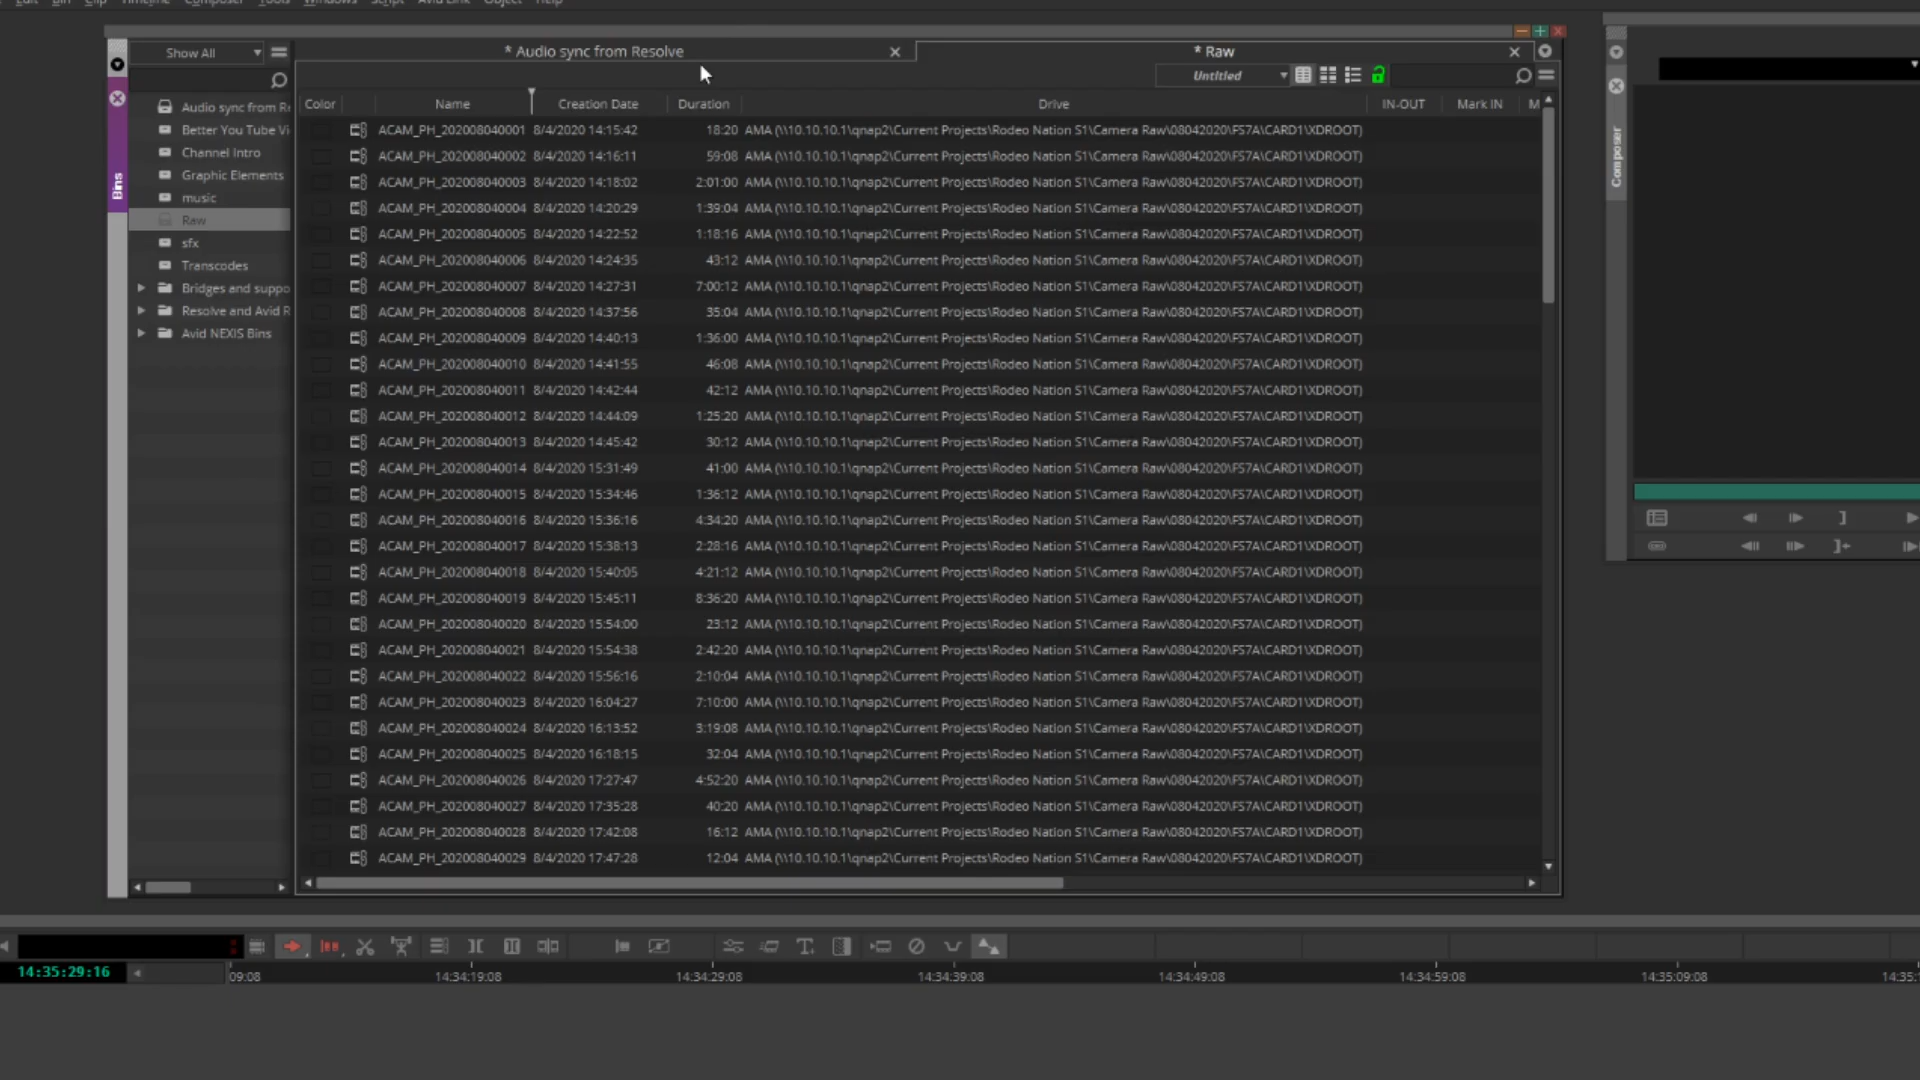 Edit Bin Clip Timeline Composer Tools Windows Script Avid Link Object Help
Show All
* Audio sync from Resolve
* Raw
Untitled
Color Name Creation Date Duration Drive IN-OUT Mark IN M
Bins
Composer
Audio sync from Re
Better You Tube Vi
Channel Intro
Graphic Elements
music
Raw
sfx
Transcodes
Bridges and suppo
Resolve and Avid R
Avid NEXIS Bins
ACAM_PH_202008040001 8/4/2020 14:15:42 18:20 AMA (\\10.10.10.1\qnap2\Current Projects\Rodeo Nation S1\Camera Raw\08042020\FS7A\CARD1\XDROOT)
ACAM_PH_202008040002 8/4/2020 14:16:11 59:08 AMA (\\10.10.10.1\qnap2\Current Projects\Rodeo Nation S1\Camera Raw\08042020\FS7A\CARD1\XDROOT)
ACAM_PH_202008040003 8/4/2020 14:18:02 2:01:00 AMA (\\10.10.10.1\qnap2\Current Projects\Rodeo Nation S1\Camera Raw\08042020\FS7A\CARD1\XDROOT)
ACAM_PH_202008040004 8/4/2020 14:20:29 1:39:04 AMA (\\10.10.10.1\qnap2\Current Projects\Rodeo Nation S1\Camera Raw\08042020\FS7A\CARD1\XDROOT)
ACAM_PH_202008040005 8/4/2020 14:22:52 1:18:16 AMA (\\10.10.10.1\qnap2\Current Projects\Rodeo Nation S1\Camera Raw\08042020\FS7A\CARD1\XDROOT)
ACAM_PH_202008040006 8/4/2020 14:24:35 43:12 AMA (\\10.10.10.1\qnap2\Current Projects\Rodeo Nation S1\Camera Raw\08042020\FS7A\CARD1\XDROOT)
ACAM_PH_202008040007 8/4/2020 14:27:31 7:00:12 AMA (\\10.10.10.1\qnap2\Current Projects\Rodeo Nation S1\Camera Raw\08042020\FS7A\CARD1\XDROOT)
ACAM_PH_202008040008 8/4/2020 14:37:56 35:04 AMA (\\10.10.10.1\qnap2\Current Projects\Rodeo Nation S1\Camera Raw\08042020\FS7A\CARD1\XDROOT)
ACAM_PH_202008040009 8/4/2020 14:40:13 1:36:00 AMA (\\10.10.10.1\qnap2\Current Projects\Rodeo Nation S1\Camera Raw\08042020\FS7A\CARD1\XDROOT)
ACAM_PH_202008040010 8/4/2020 14:41:55 46:08 AMA (\\10.10.10.1\qnap2\Current Projects\Rodeo Nation S1\Camera Raw\08042020\FS7A\CARD1\XDROOT)
ACAM_PH_202008040011 8/4/2020 14:42:44 42:12 AMA (\\10.10.10.1\qnap2\Current Projects\Rodeo Nation S1\Camera Raw\08042020\FS7A\CARD1\XDROOT)
ACAM_PH_202008040012 8/4/2020 14:44:09 1:25:20 AMA (\\10.10.10.1\qnap2\Current Projects\Rodeo Nation S1\Camera Raw\08042020\FS7A\CARD1\XDROOT)
ACAM_PH_202008040013 8/4/2020 14:45:42 30:12 AMA (\\10.10.10.1\qnap2\Current Projects\Rodeo Nation S1\Camera Raw\08042020\FS7A\CARD1\XDROOT)
ACAM_PH_202008040014 8/4/2020 15:31:49 41:00 AMA (\\10.10.10.1\qnap2\Current Projects\Rodeo Nation S1\Camera Raw\08042020\FS7A\CARD1\XDROOT)
ACAM_PH_202008040015 8/4/2020 15:34:46 1:36:12 AMA (\\10.10.10.1\qnap2\Current Projects\Rodeo Nation S1\Camera Raw\08042020\FS7A\CARD1\XDROOT)
ACAM_PH_202008040016 8/4/2020 15:36:16 4:34:20 AMA (\\10.10.10.1\qnap2\Current Projects\Rodeo Nation S1\Camera Raw\08042020\FS7A\CARD1\XDROOT)
ACAM_PH_202008040017 8/4/2020 15:38:13 2:28:16 AMA (\\10.10.10.1\qnap2\Current Projects\Rodeo Nation S1\Camera Raw\08042020\FS7A\CARD1\XDROOT)
ACAM_PH_202008040018 8/4/2020 15:40:05 4:21:12 AMA (\\10.10.10.1\qnap2\Current Projects\Rodeo Nation S1\Camera Raw\08042020\FS7A\CARD1\XDROOT)
ACAM_PH_202008040019 8/4/2020 15:45:11 8:36:20 AMA (\\10.10.10.1\qnap2\Current Projects\Rodeo Nation S1\Camera Raw\08042020\FS7A\CARD1\XDROOT)
ACAM_PH_202008040020 8/4/2020 15:54:00 23:12 AMA (\\10.10.10.1\qnap2\Current Projects\Rodeo Nation S1\Camera Raw\08042020\FS7A\CARD1\XDROOT)
ACAM_PH_202008040021 8/4/2020 15:54:38 2:42:20 AMA (\\10.10.10.1\qnap2\Current Projects\Rodeo Nation S1\Camera Raw\08042020\FS7A\CARD1\XDROOT)
ACAM_PH_202008040022 8/4/2020 15:56:16 2:10:04 AMA (\\10.10.10.1\qnap2\Current Projects\Rodeo Nation S1\Camera Raw\08042020\FS7A\CARD1\XDROOT)
ACAM_PH_202008040023 8/4/2020 16:04:27 7:10:00 AMA (\\10.10.10.1\qnap2\Current Projects\Rodeo Nation S1\Camera Raw\08042020\FS7A\CARD1\XDROOT)
ACAM_PH_202008040024 8/4/2020 16:13:52 3:19:08 AMA (\\10.10.10.1\qnap2\Current Projects\Rodeo Nation S1\Camera Raw\08042020\FS7A\CARD1\XDROOT)
ACAM_PH_202008040025 8/4/2020 16:18:15 32:04 AMA (\\10.10.10.1\qnap2\Current Projects\Rodeo Nation S1\Camera Raw\08042020\FS7A\CARD1\XDROOT)
ACAM_PH_202008040026 8/4/2020 17:27:47 4:52:20 AMA (\\10.10.10.1\qnap2\Current Projects\Rodeo Nation S1\Camera Raw\08042020\FS7A\CARD1\XDROOT)
ACAM_PH_202008040027 8/4/2020 17:35:28 40:20 AMA (\\10.10.10.1\qnap2\Current Projects\Rodeo Nation S1\Camera Raw\08042020\FS7A\CARD1\XDROOT)
ACAM_PH_202008040028 8/4/2020 17:42:08 16:12 AMA (\\10.10.10.1\qnap2\Current Projects\Rodeo Nation S1\Camera Raw\08042020\FS7A\CARD1\XDROOT)
ACAM_PH_202008040029 8/4/2020 17:47:28 12:04 AMA (\\10.10.10.1\qnap2\Current Projects\Rodeo Nation S1\Camera Raw\08042020\FS7A\CARD1\XDROOT)
14:35:29:16
09:08 14:34:19:08 14:34:29:08 14:34:39:08 14:34:49:08 14:34:59:08 14:35:09:08 14:35: